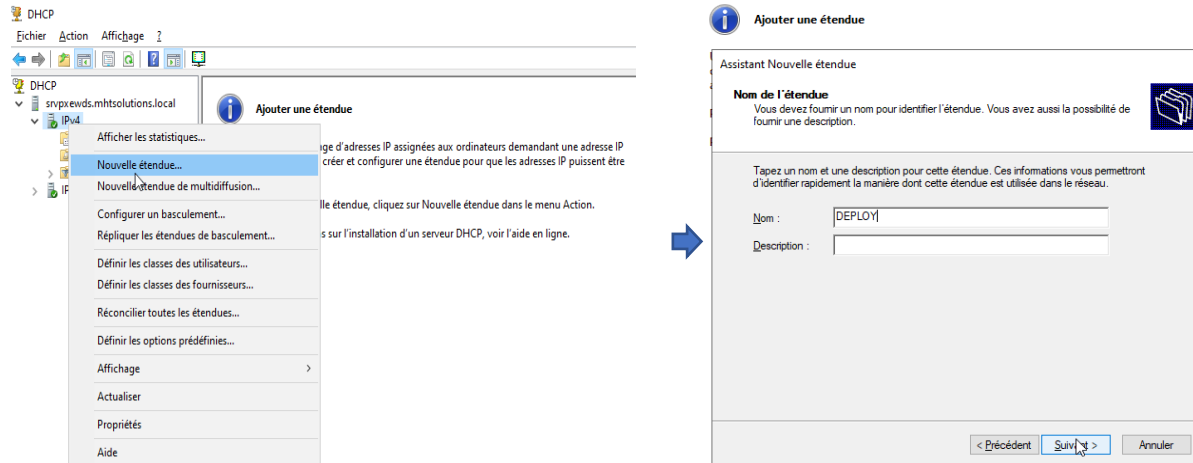 DHCP
Fichier Action Affichage ?
DHCP
srvpxewds.mhtsolutions.local
IPv4
Afficher les statistiques...
Nouvelle étendue...
Nouvelle étendue de multidiffusion...
Configurer un basculement...
Répliquer les étendues de basculement...
Définir les classes des utilisateurs...
Définir les classes des fournisseurs...
Réconcilier toutes les étendues...
Définir les options prédéfinies...
Affichage
Actualiser
Propriétés
Aide
IP
Ajouter une étendue
d'adresses IP assignées aux ordinateurs demandant une adresse IP
créer et configurer une étendue pour que les adresses IP puissent être
étendue, cliquez sur Nouvelle étendue dans le menu Action.
sur l'installation d'un serveur DHCP, voir l'aide en ligne.
Ajouter une étendue
Assistant Nouvelle étendue
Nom de l'étendue
Vous devez fournir un nom pour identifier l'étendue. Vous avez aussi la possibilité de
fournir une description.
Tapez un nom et une description pour cette étendue. Ces informations vous permettront
d'identifier rapidement la manière dont cette étendue est utilisée dans le réseau.
Nom :
DEPLOY
Description :
< Précédent
Suivant >
Annuler